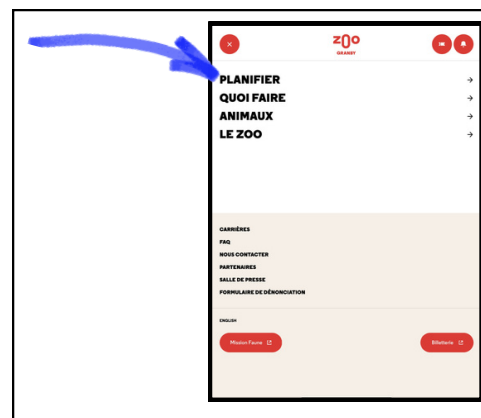 ZOO
GRANBY
PLANIFIER
QUOI FAIRE
ANIMAUX
LE ZOO
CARRIÈRES
FAQ
NOUS CONTACTER
PARTENAIRES
SALLE DE PRESSE
FORMULAIRE DE DÉNONCIATION
ENGLISH
Mission Faune
Billetterie